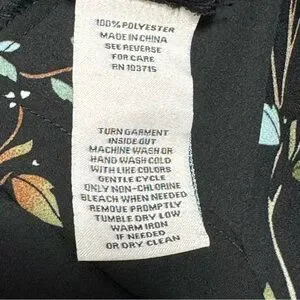 100% POLYESTER
MADE IN CHINA
SEE REVERSE
FOR CARE
RN 103715
TURN GARMENT
INSIDE OUT
MACHINE WASH OR
HAND WASH COLD
WITH LIKE COLORS
GENTLE CYCLE
ONLY NON-CHLORINE
BLEACH WHEN NEEDED
REMOVE PROMPTLY
TUMBLE DRY LOW
WARM IRON
IF NEEDED
OR DRY CLEAN